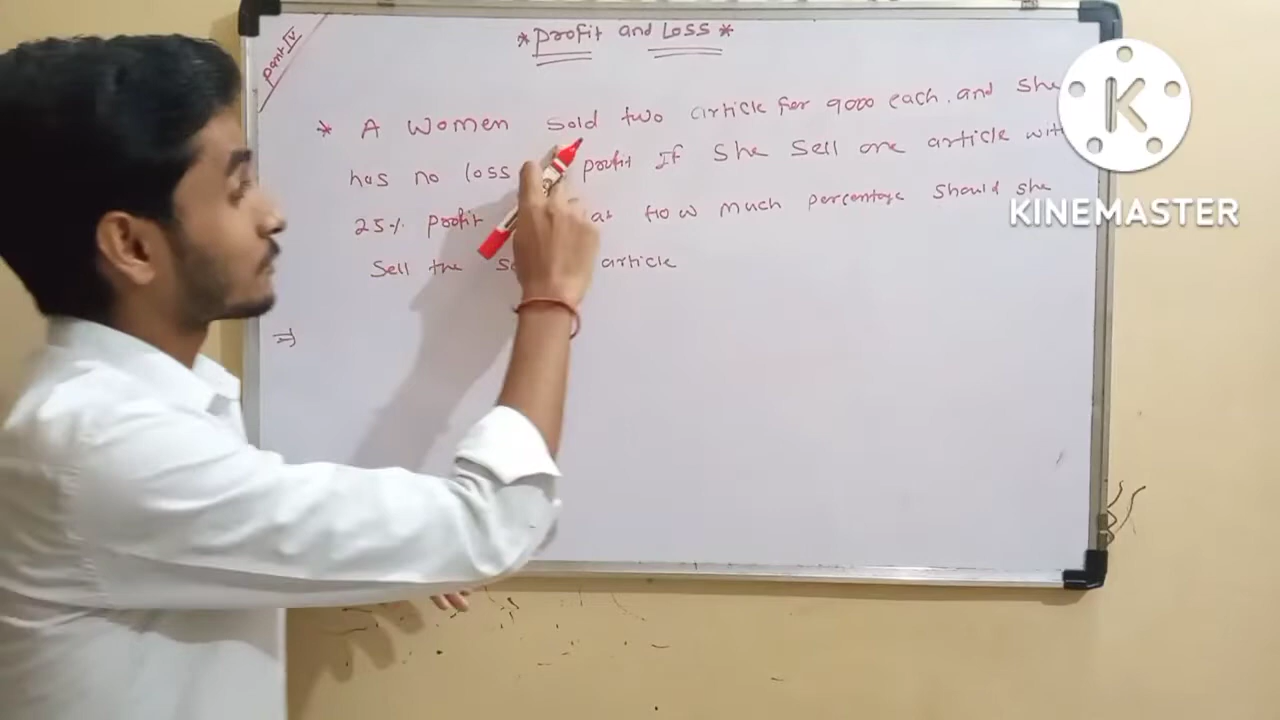 Part IV
* Profit and Loss *
* A women sold two article for 9000 each. and she
has no loss profit If she sell one article with
25% profit at how much percentage should she
sell the article
=)
K
KINEMASTER